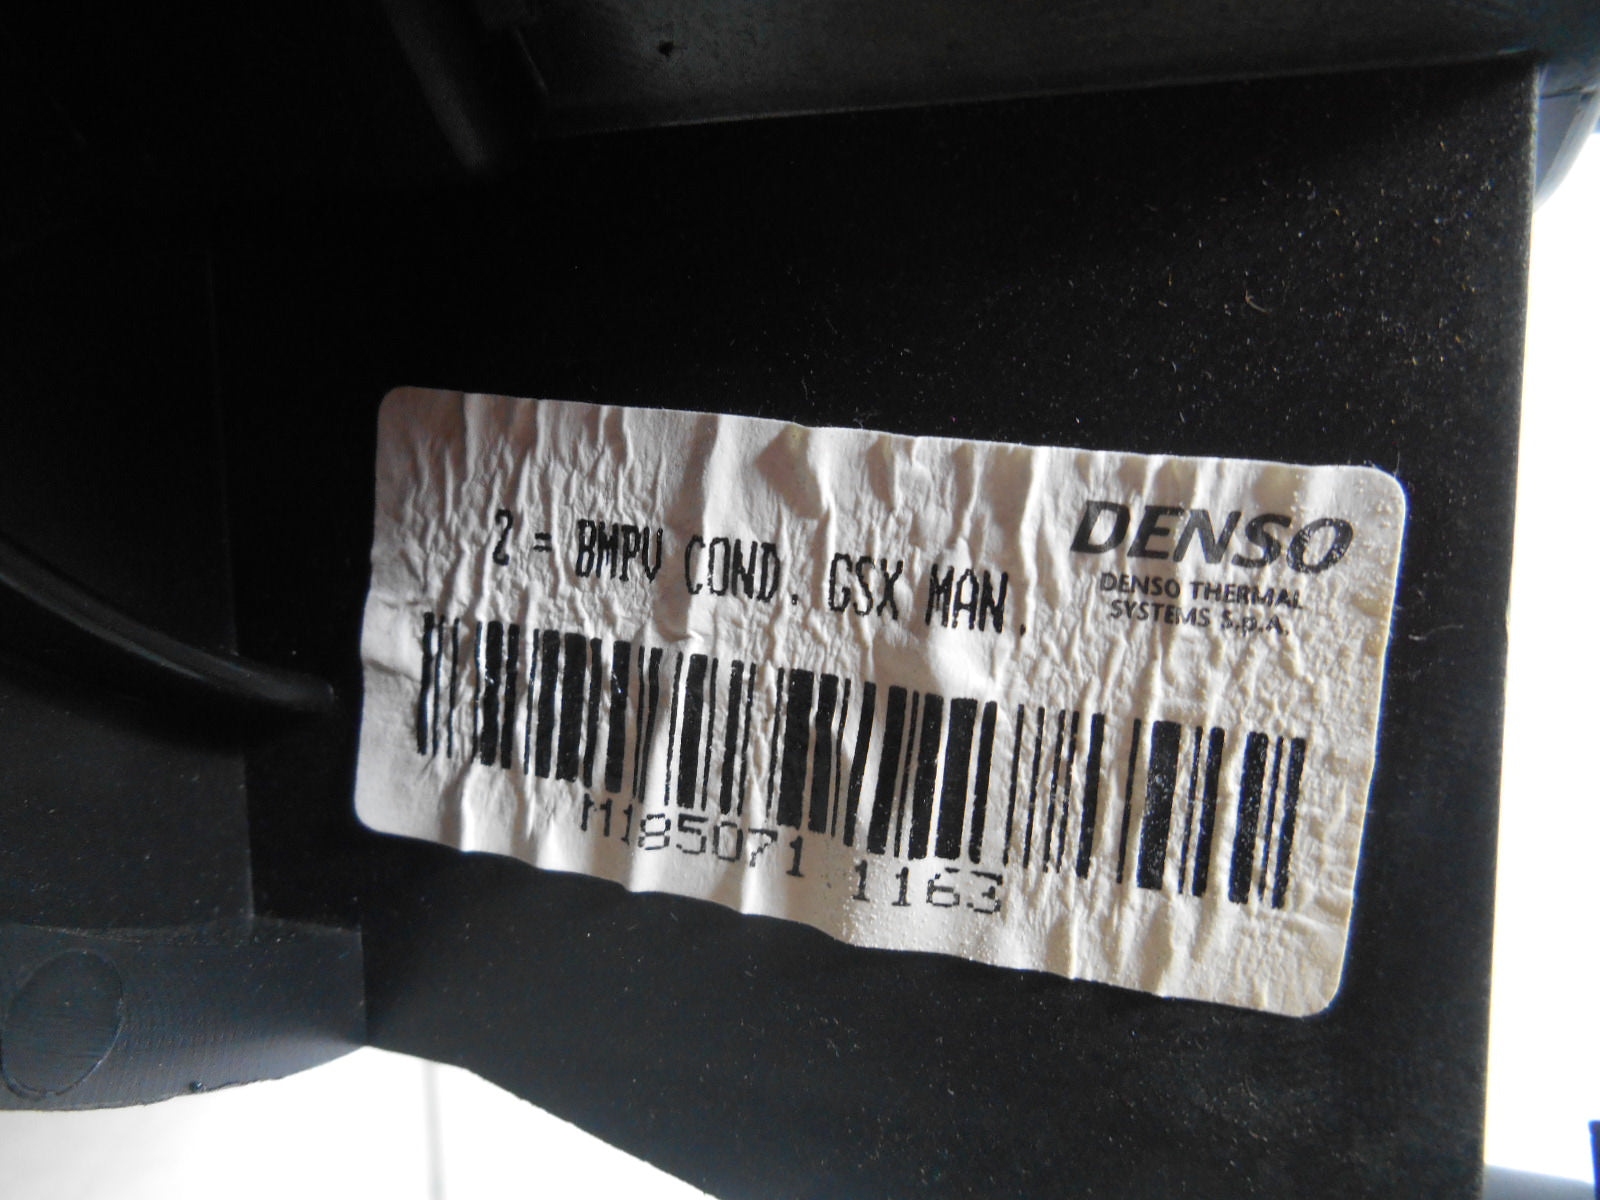 DENSO
DENSO THERMAL
SYSTEMS S.p.A.
2 = BMPV COND. GSX MAN.
M185071 1163